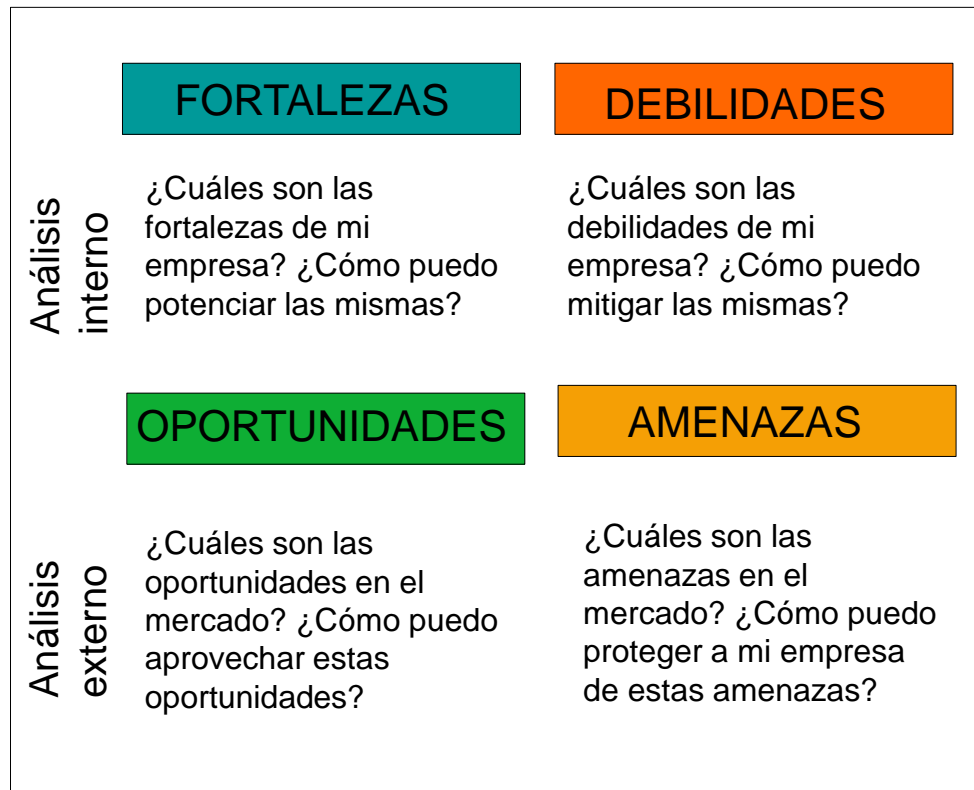 FORTALEZAS
DEBILIDADES
Análisis
interno
¿Cuáles son las
fortalezas de mi
empresa? ¿Cómo puedo
potenciar las mismas?
¿Cuáles son las
debilidades de mi
empresa? ¿Cómo puedo
mitigar las mismas?
OPORTUNIDADES
AMENAZAS
Análisis
externo
¿Cuáles son las
oportunidades en el
mercado? ¿Cómo puedo
aprovechar estas
oportunidades?
¿Cuáles son las
amenazas en el
mercado? ¿Cómo puedo
proteger a mi empresa
de estas amenazas?